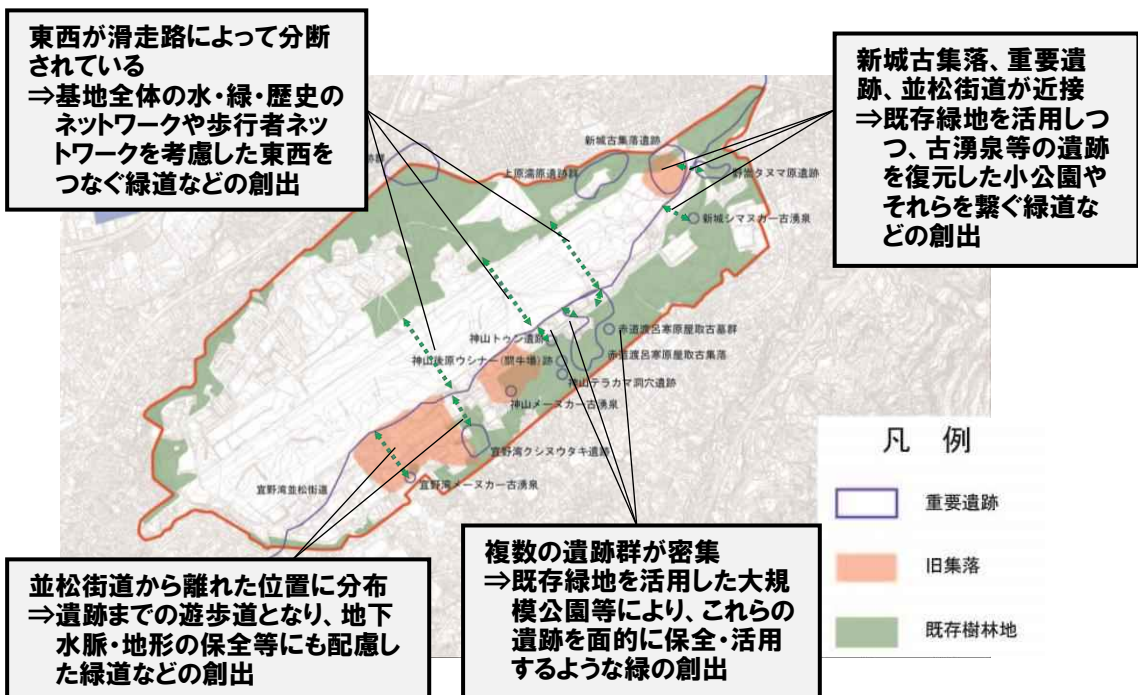 東西が滑走路によって分断
されている
⇒基地全体の水・緑・歴史の
ネットワークや歩行者ネッ
トワークを考慮した東西を
つなぐ緑道などの創出
新城古集落、重要遺
跡、並松街道が近接
⇒既存緑地を活用しつ
つ、古湧泉等の遺跡
を復元した小公園や
それらを繋ぐ緑道な
どの創出
新城古集落遺跡
上原濡原遺跡群
野嵩タヌマ原遺跡
新城シマヌカー古湧泉
赤道渡呂寒原屋取古墓群
神山トゥン遺跡
赤道渡呂寒原屋取古集落
神山後原ウシナー(闘牛場)跡
神山テラガマ洞穴遺跡
神山メーヌカー古湧泉
宜野湾クシヌウタキ遺跡
宜野湾メーヌカー古湧泉
宜野湾並松街道
凡 例
重要遺跡
旧集落
既存樹林地
並松街道から離れた位置に分布
⇒遺跡までの遊歩道となり、地下
水脈・地形の保全等にも配慮し
た緑道などの創出
複数の遺跡群が密集
⇒既存緑地を活用した大規
模公園等により、これらの
遺跡を面的に保全・活用
するような緑の創出